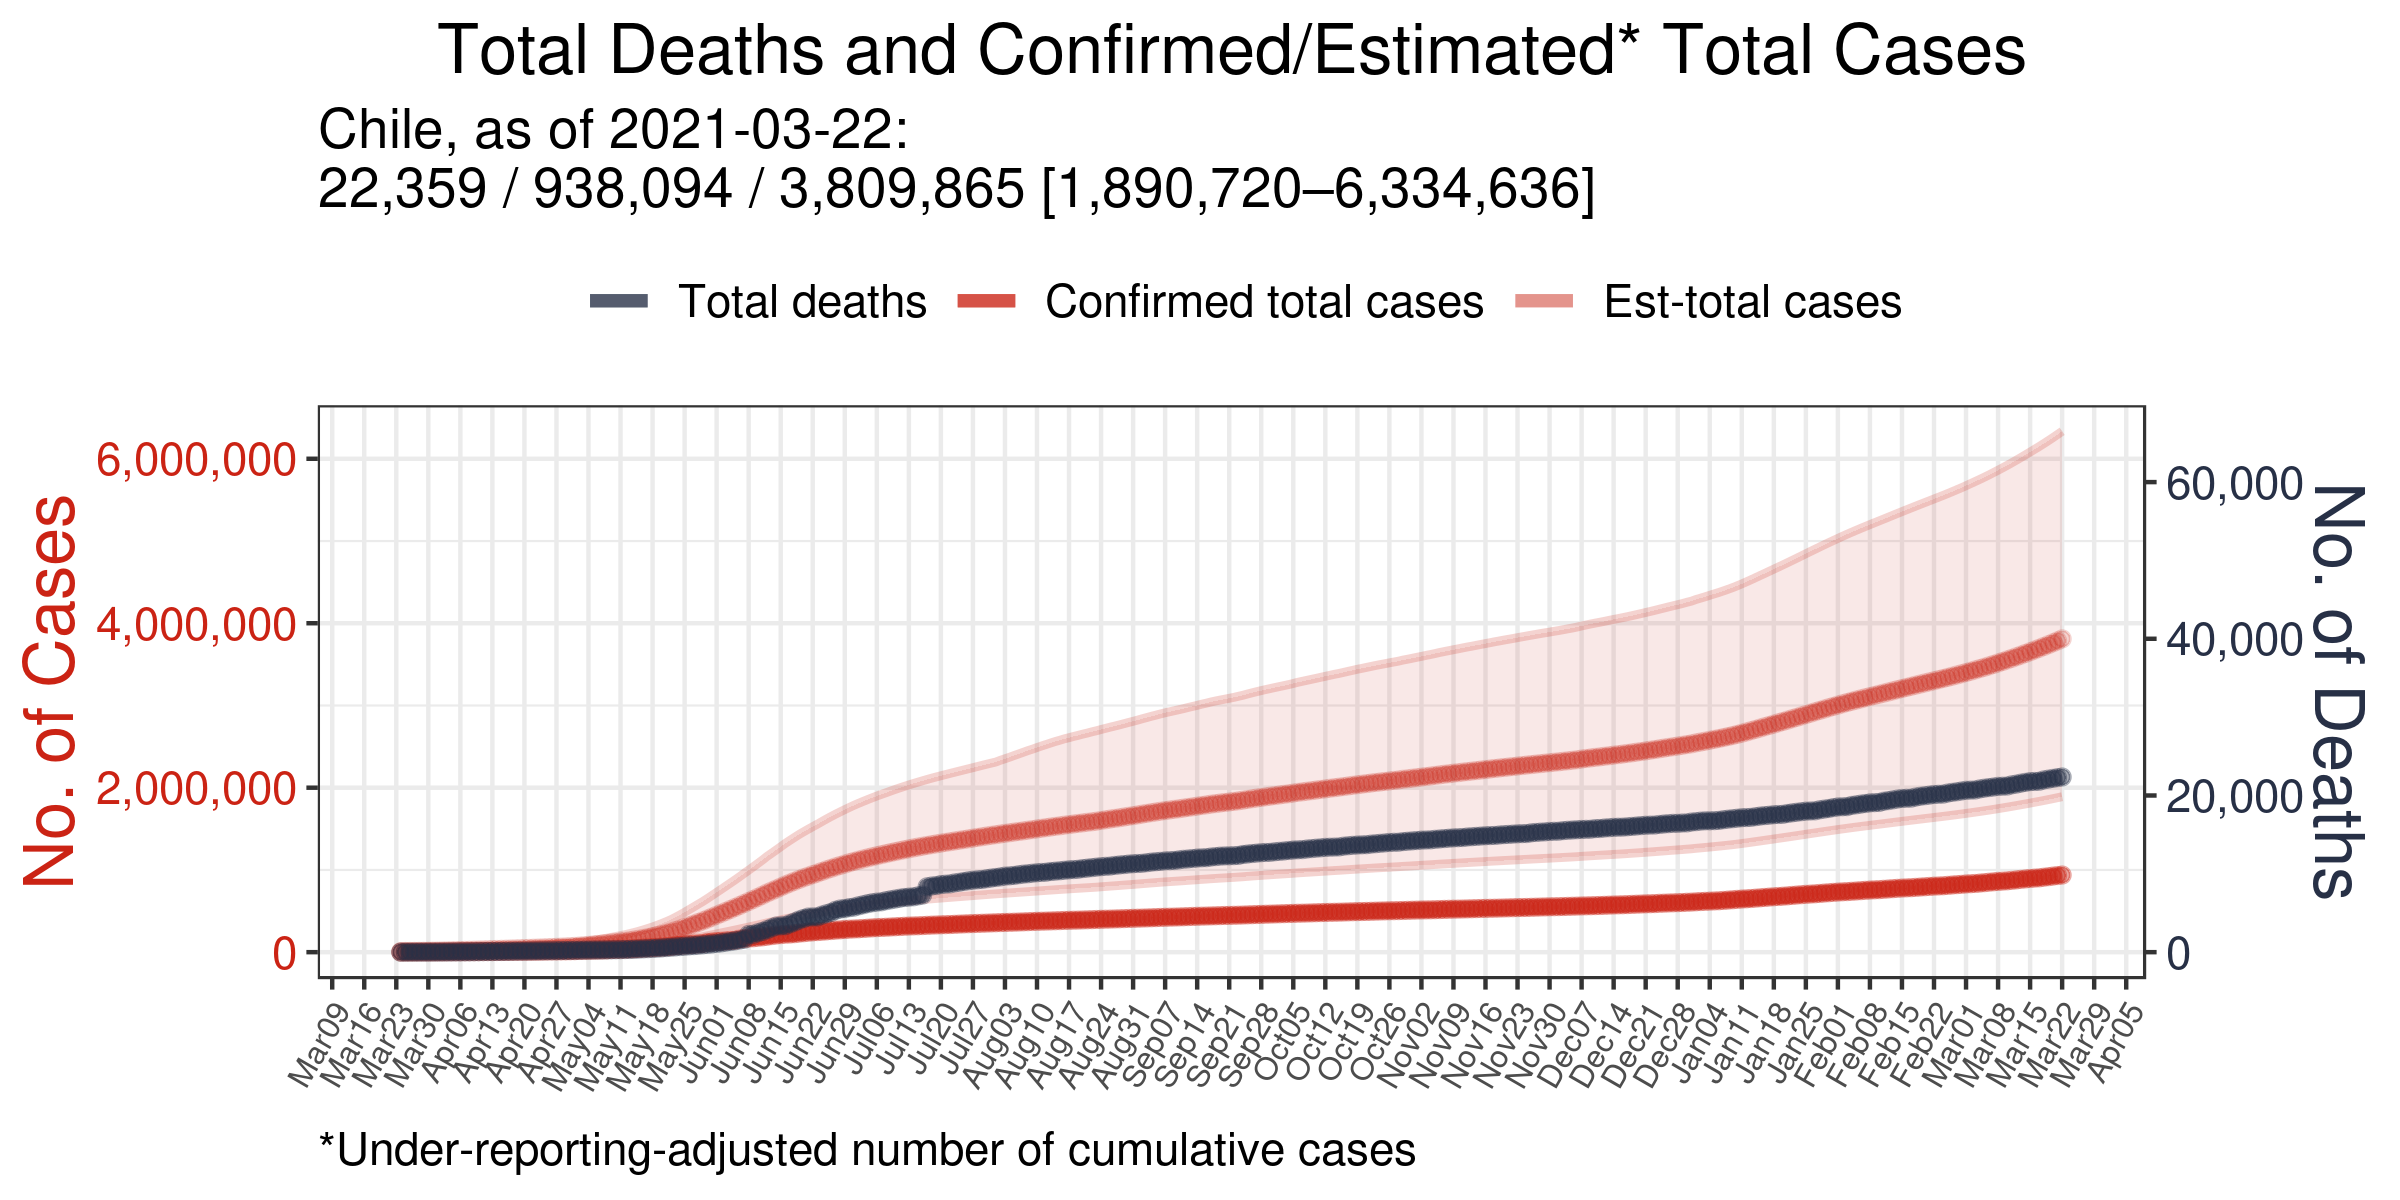 Total Deaths and Confirmed/Estimated* Total Cases
Chile, as of 2021-03-22:
22,359 / 938,094 / 3,809,865 [1,890,720–6,334,636]
Total deaths
Confirmed total cases
Est-total cases
No. of Cases
6,000,000
4,000,000
2,000,000
0
60,000
40,000
20,000
0
No. of Deaths
Mar09
Mar16
Mar23
Mar30
Apr06
Apr13
Apr20
Apr27
May04
May11
May18
May25
Jun01
Jun08
Jun15
Jun22
Jun29
Jul06
Jul13
Jul20
Jul27
Aug03
Aug10
Aug17
Aug24
Aug31
Sep07
Sep14
Sep21
Sep28
Oct05
Oct12
Oct19
Oct26
Nov02
Nov09
Nov16
Nov23
Nov30
Dec07
Dec14
Dec21
Dec28
Jan04
Jan11
Jan18
Jan25
Feb01
Feb08
Feb15
Feb22
Mar01
Mar08
Mar15
Mar22
Mar29
Apr05
*Under-reporting-adjusted number of cumulative cases